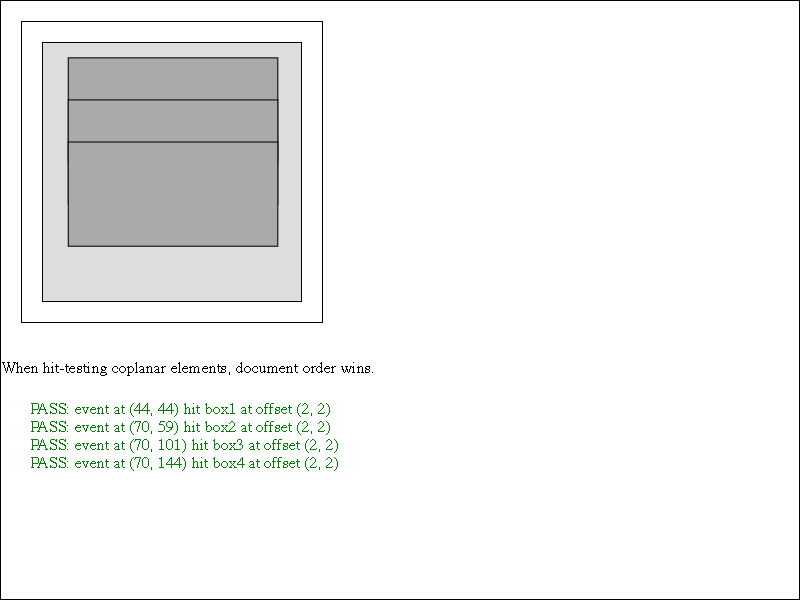 When hit-testing coplanar elements, document order wins.
PASS: event at (44, 44) hit box1 at offset (2, 2)
PASS: event at (70, 59) hit box2 at offset (2, 2)
PASS: event at (70, 101) hit box3 at offset (2, 2)
PASS: event at (70, 144) hit box4 at offset (2, 2)